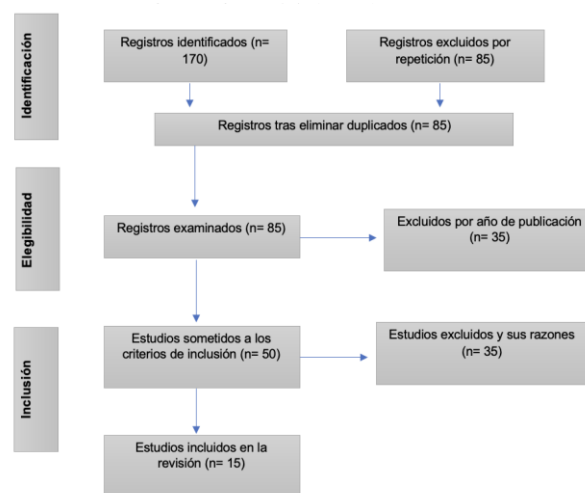 Identificación
Registros identificados (n=
170)
Registros excluidos por
repetición (n= 85)
Registros tras eliminar duplicados (n= 85)
Elegibilidad
Registros examinados (n= 85)
Excluidos por año de publicación
(n= 35)
Inclusión
Estudios sometidos a los
criterios de inclusión (n= 50)
Estudios excluidos y sus razones
(n= 35)
Estudios incluidos en la
revisión (n= 15)